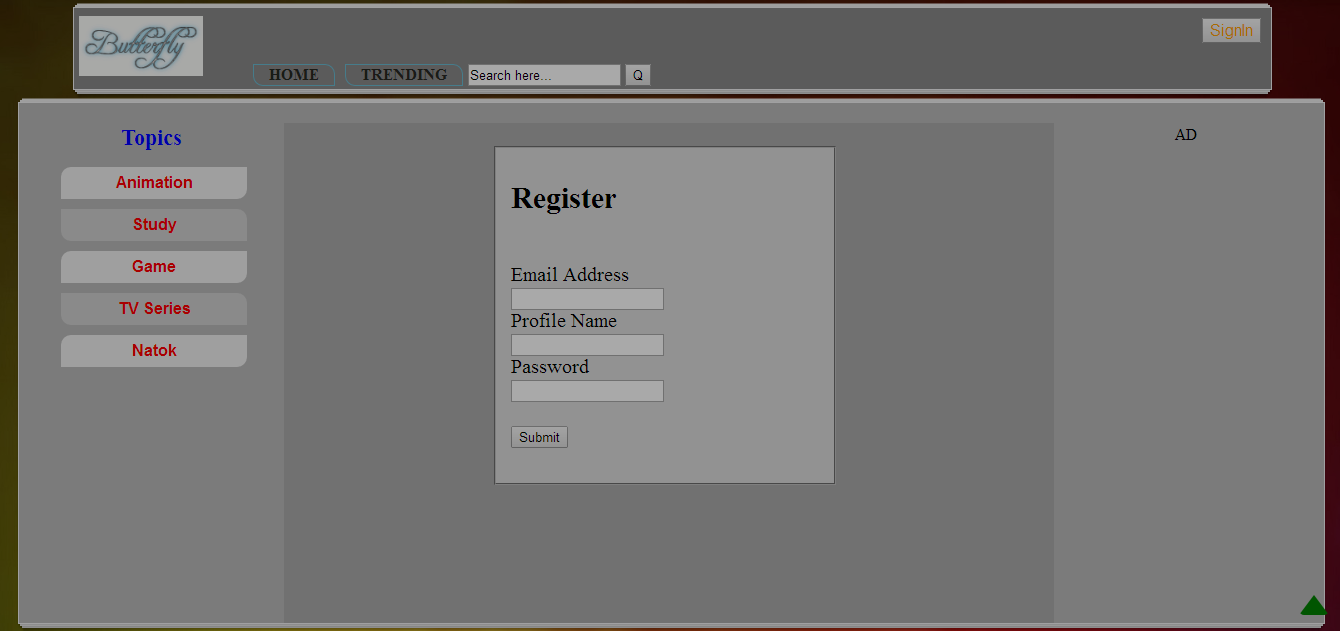 Butterfly
SignIn
HOME
TRENDING
Search here...
Q
Topics
Animation
Study
Game
TV Series
Natok
Register
Email Address
Profile Name
Password
Submit
AD